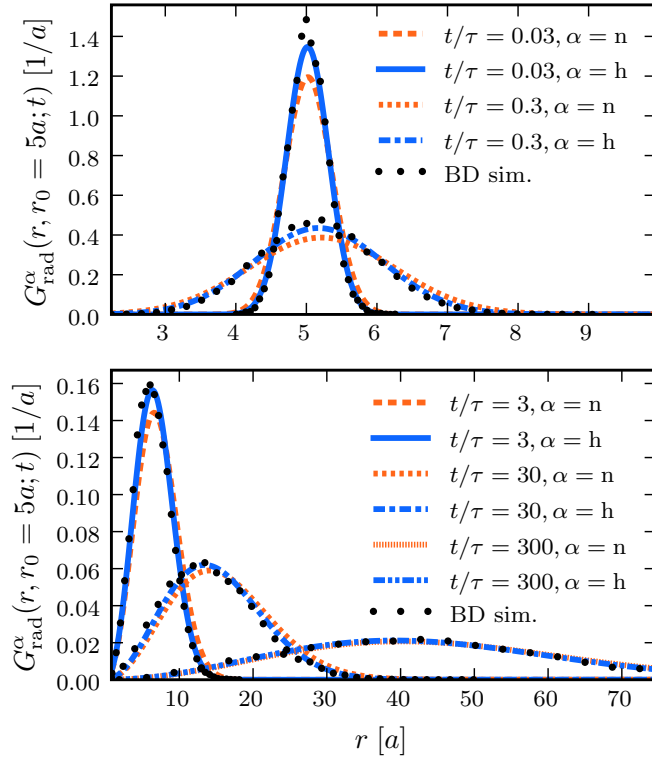 G^α_rad(r, r₀ = 5a; t) [1/a]
1.4
1.2
1.0
0.8
0.6
0.4
0.2
0.0
t/τ = 0.03, α = n
t/τ = 0.03, α = h
t/τ = 0.3, α = n
t/τ = 0.3, α = h
BD sim.
3 4 5 6 7 8 9
G^α_rad(r, r₀ = 5a; t) [1/a]
0.16
0.14
0.12
0.10
0.08
0.06
0.04
0.02
0.00
t/τ = 3, α = n
t/τ = 3, α = h
t/τ = 30, α = n
t/τ = 30, α = h
t/τ = 300, α = n
t/τ = 300, α = h
BD sim.
10 20 30 40 50 60 70
r [a]